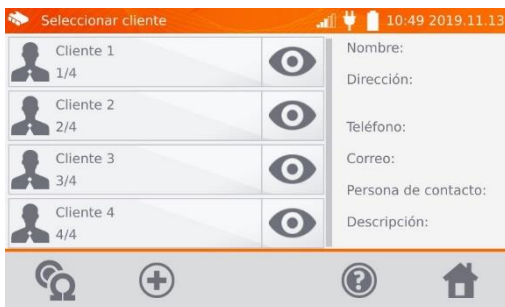 Seleccionar cliente
10:49 2019.11.13
Cliente 1
1/4
Cliente 2
2/4
Cliente 3
3/4
Cliente 4
4/4
Nombre:
Dirección:
Teléfono:
Correo:
Persona de contacto:
Descripción: